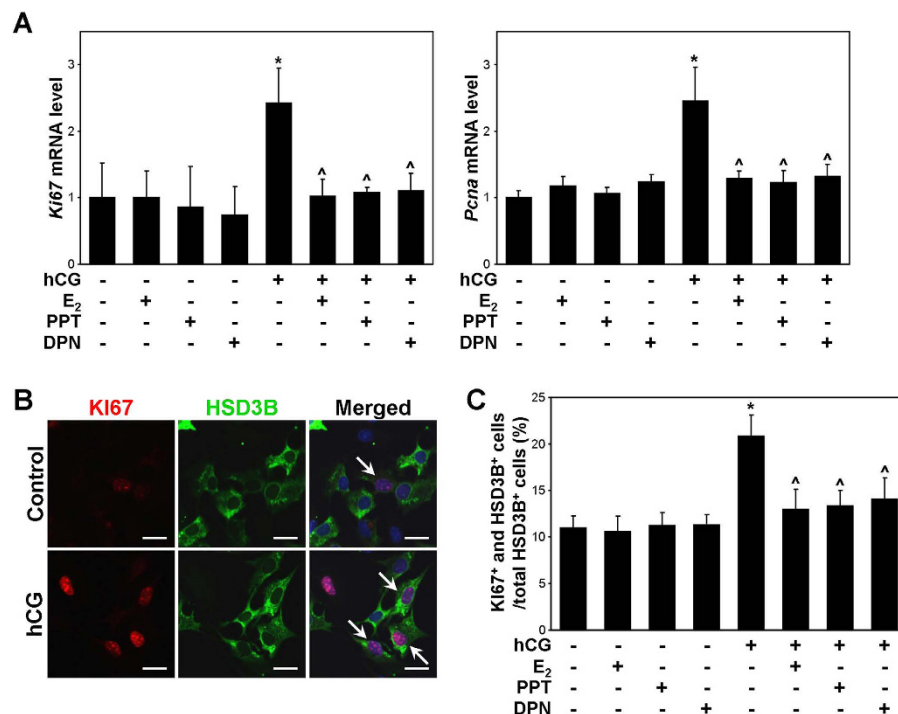 A
Ki67 mRNA level
3
2
1
0
*
^ ^ ^
hCG - - - - + + + +
E2 - + - - - + - -
PPT - - + - - - + -
DPN - - - + - - - +
Pcna mRNA level
3
2
1
0
*
^ ^ ^
hCG - - - - + + + +
E2 - + - - - + - -
PPT - - + - - - + -
DPN - - - + - - - +
B
KI67 HSD3B Merged
Control
hCG
C
KI67+ and HSD3B+ cells
/total HSD3B+ cells (%)
25
20
15
10
5
0
*
^ ^ ^
hCG - - - - + + + +
E2 - + - - - + - -
PPT - - + - - - + -
DPN - - - + - - - +